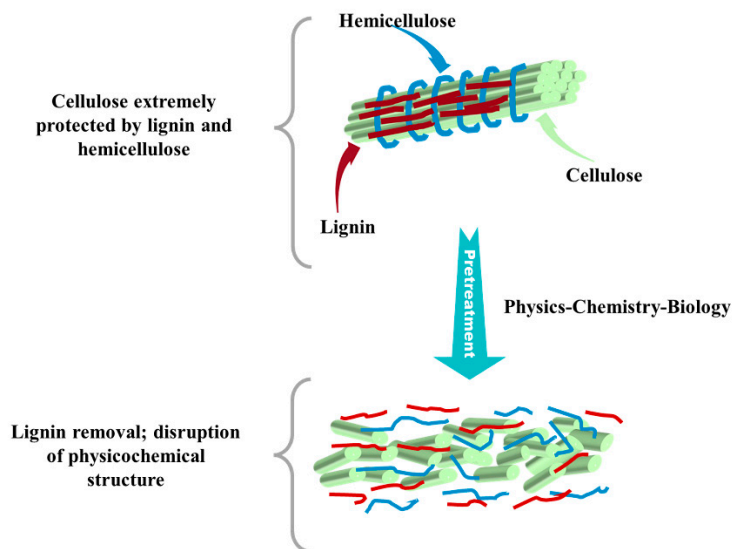 Hemicellulose
Cellulose extremely
protected by lignin and
hemicellulose
Cellulose
Lignin
Pretreatment
Physics-Chemistry-Biology
Lignin removal; disruption
of physicochemical
structure